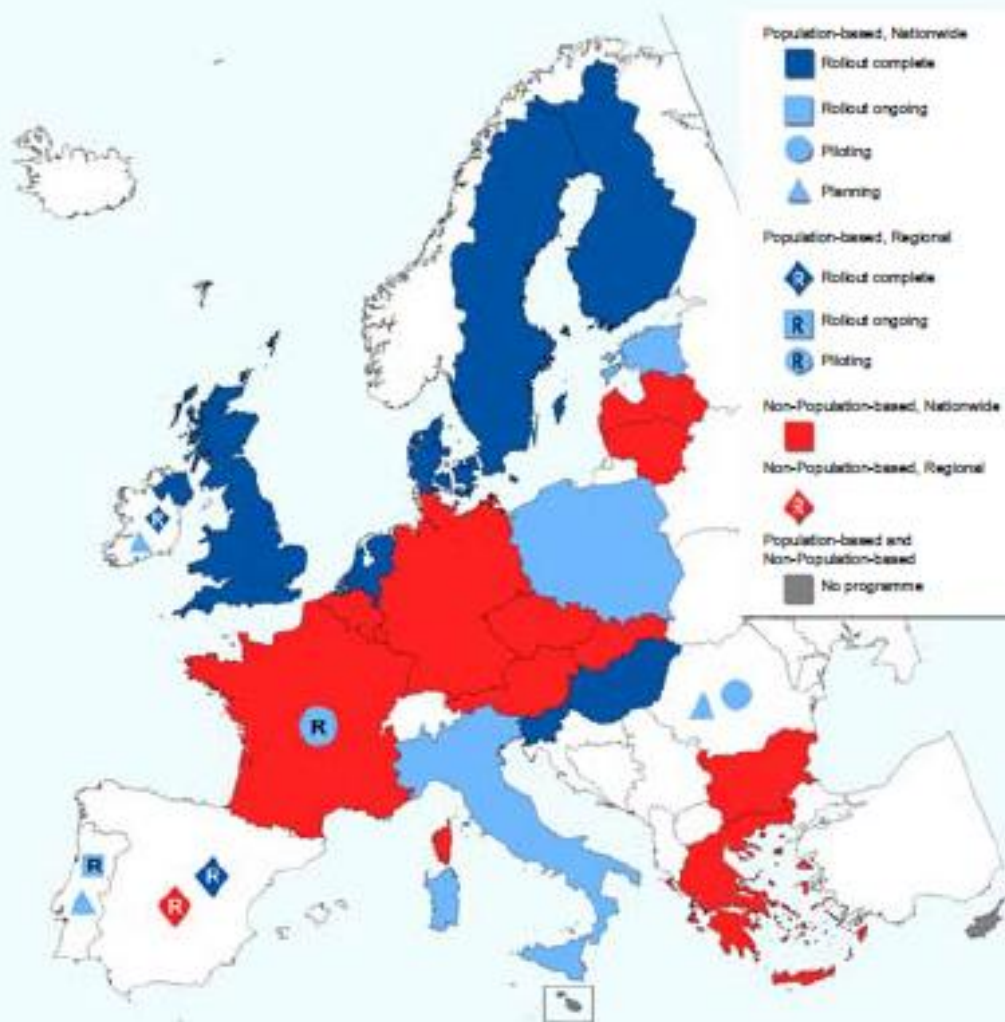 Population-based, Nationwide
Rollout complete
Rollout ongoing
Piloting
Planning
Population-based, Regional
R Rollout complete
R Rollout ongoing
R Piloting
Non-Population-based, Nationwide
Non-Population-based, Regional
R
Population-based and
Non-Population-based
No programme
R
R
R
R
R